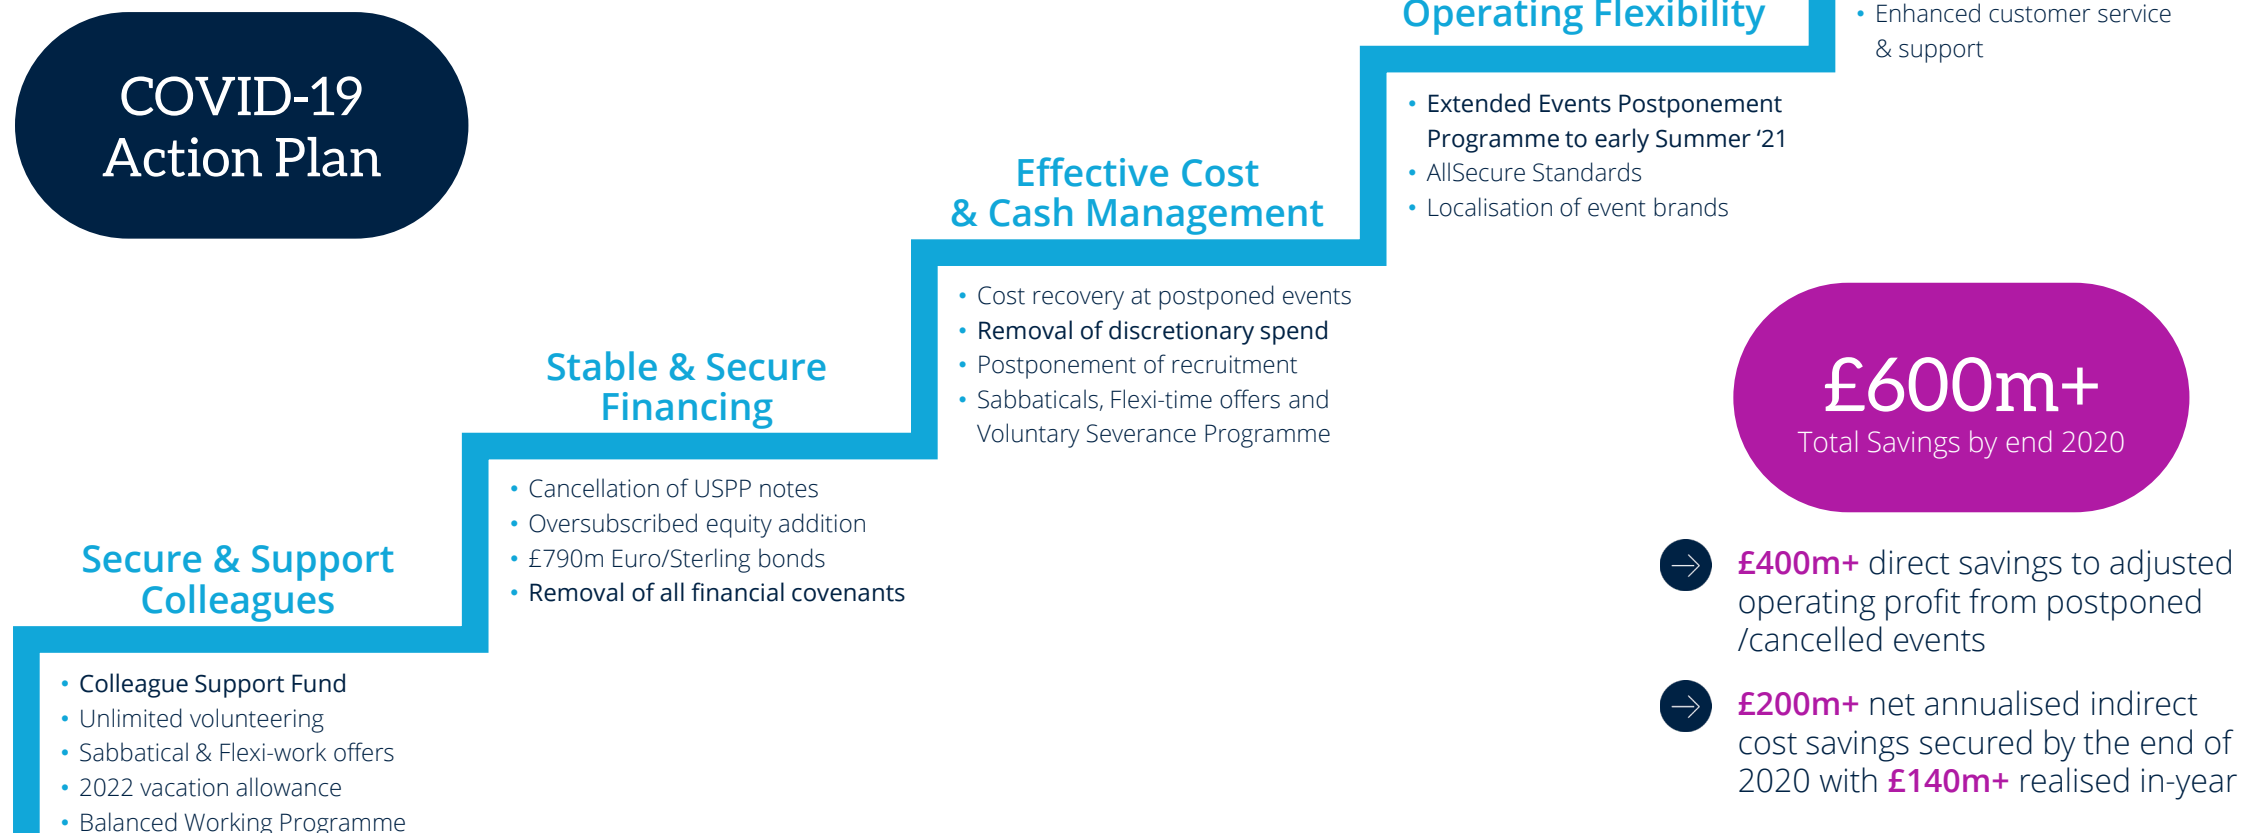 COVID-19
Action Plan
Secure & Support
Colleagues
• Colleague Support Fund
• Unlimited volunteering
• Sabbatical & Flexi-work offers
• 2022 vacation allowance
• Balanced Working Programme
Stable & Secure
Financing
• Cancellation of USPP notes
• Oversubscribed equity addition
• £790m Euro/Sterling bonds
• Removal of all financial covenants
Effective Cost
& Cash Management
• Cost recovery at postponed events
• Removal of discretionary spend
• Postponement of recruitment
• Sabbaticals, Flexi-time offers and
Voluntary Severance Programme
Operating Flexibility
• Extended Events Postponement
Programme to early Summer ‘21
• AllSecure Standards
• Localisation of event brands
• Enhanced customer service
& support
£600m+
Total Savings by end 2020
£400m+ direct savings to adjusted
operating profit from postponed
/cancelled events
£200m+ net annualised indirect
cost savings secured by the end of
2020 with £140m+ realised in-year